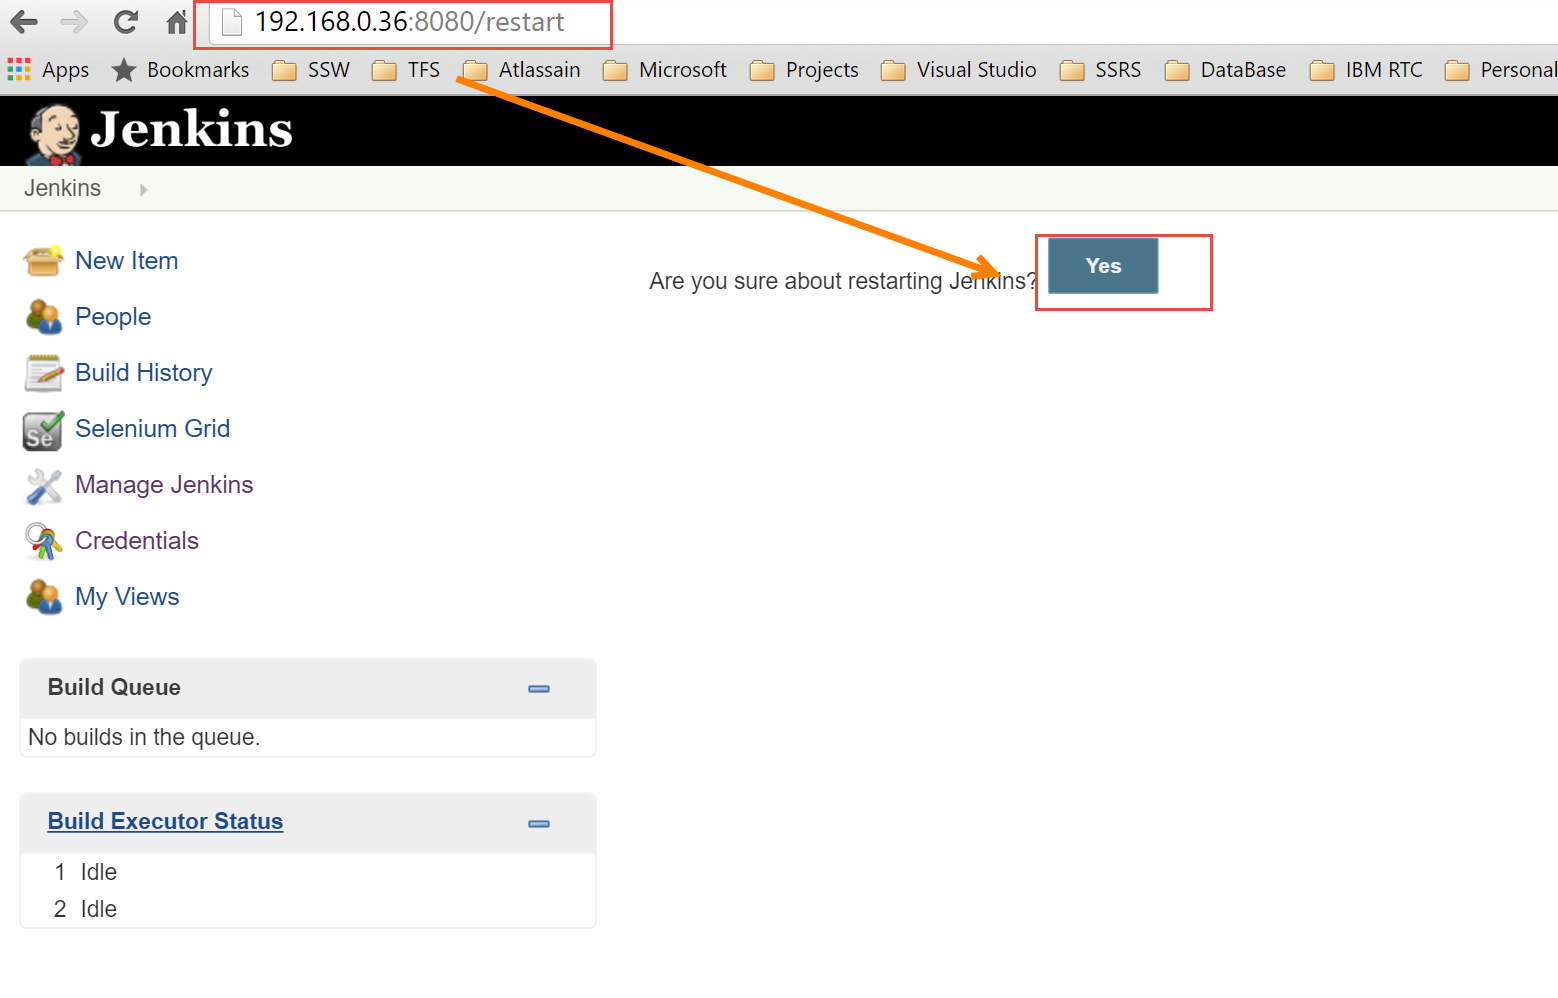 192.168.0.36:8080/restart
Apps Bookmarks SSW TFS Atlassain Microsoft Projects Visual Studio SSRS DataBase IBM RTC Personal
Jenkins
Jenkins
New Item
People
Build History
Se Selenium Grid
Manage Jenkins
Credentials
My Views
Are you sure about restarting Jenkins? Yes
Build Queue
No builds in the queue.
Build Executor Status
1 Idle
2 Idle